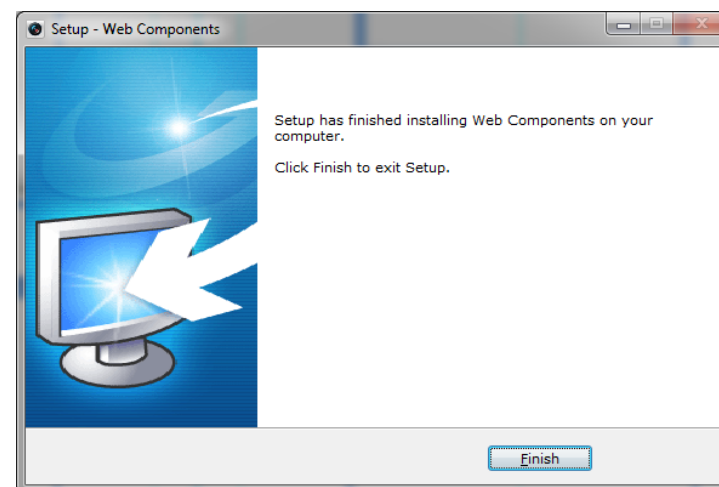 Setup - Web Components
Setup has finished installing Web Components on your
computer.
Click Finish to exit Setup.
Finish